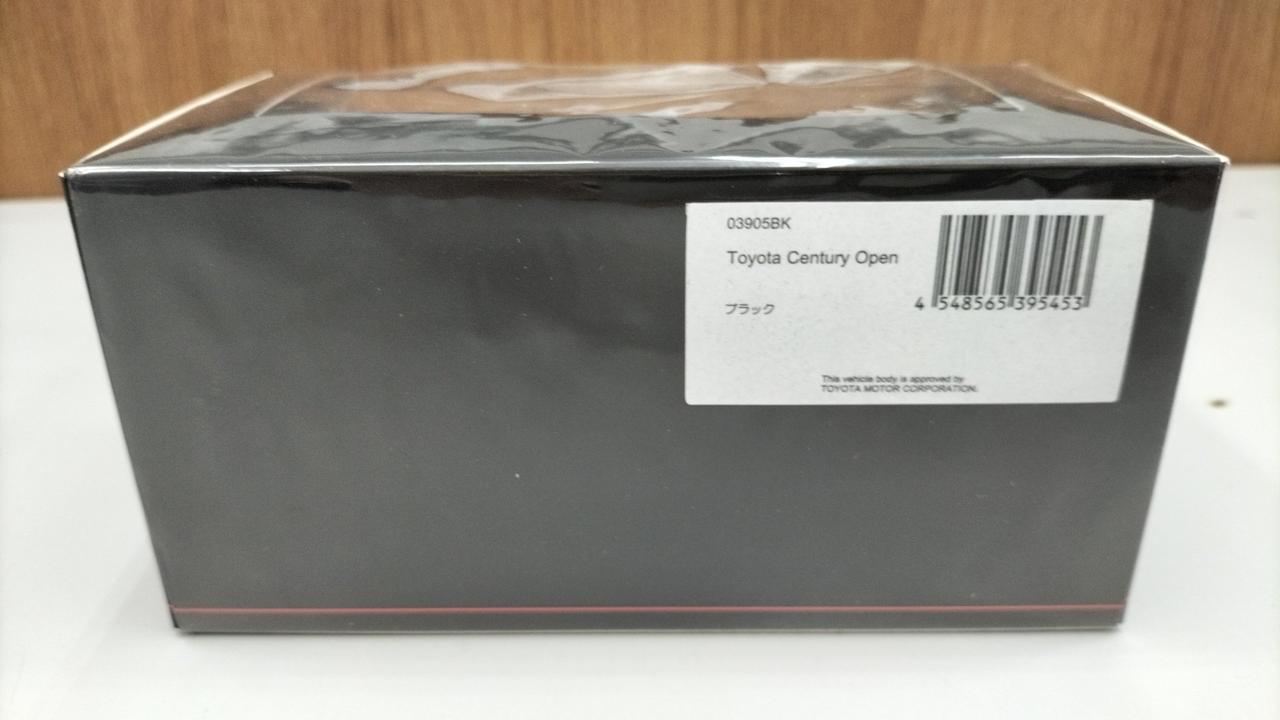 03905BK
Toyota Century Open
ブラック
4 548565 395453
This vehicle body is approved by
TOYOTA MOTOR CORPORATION.